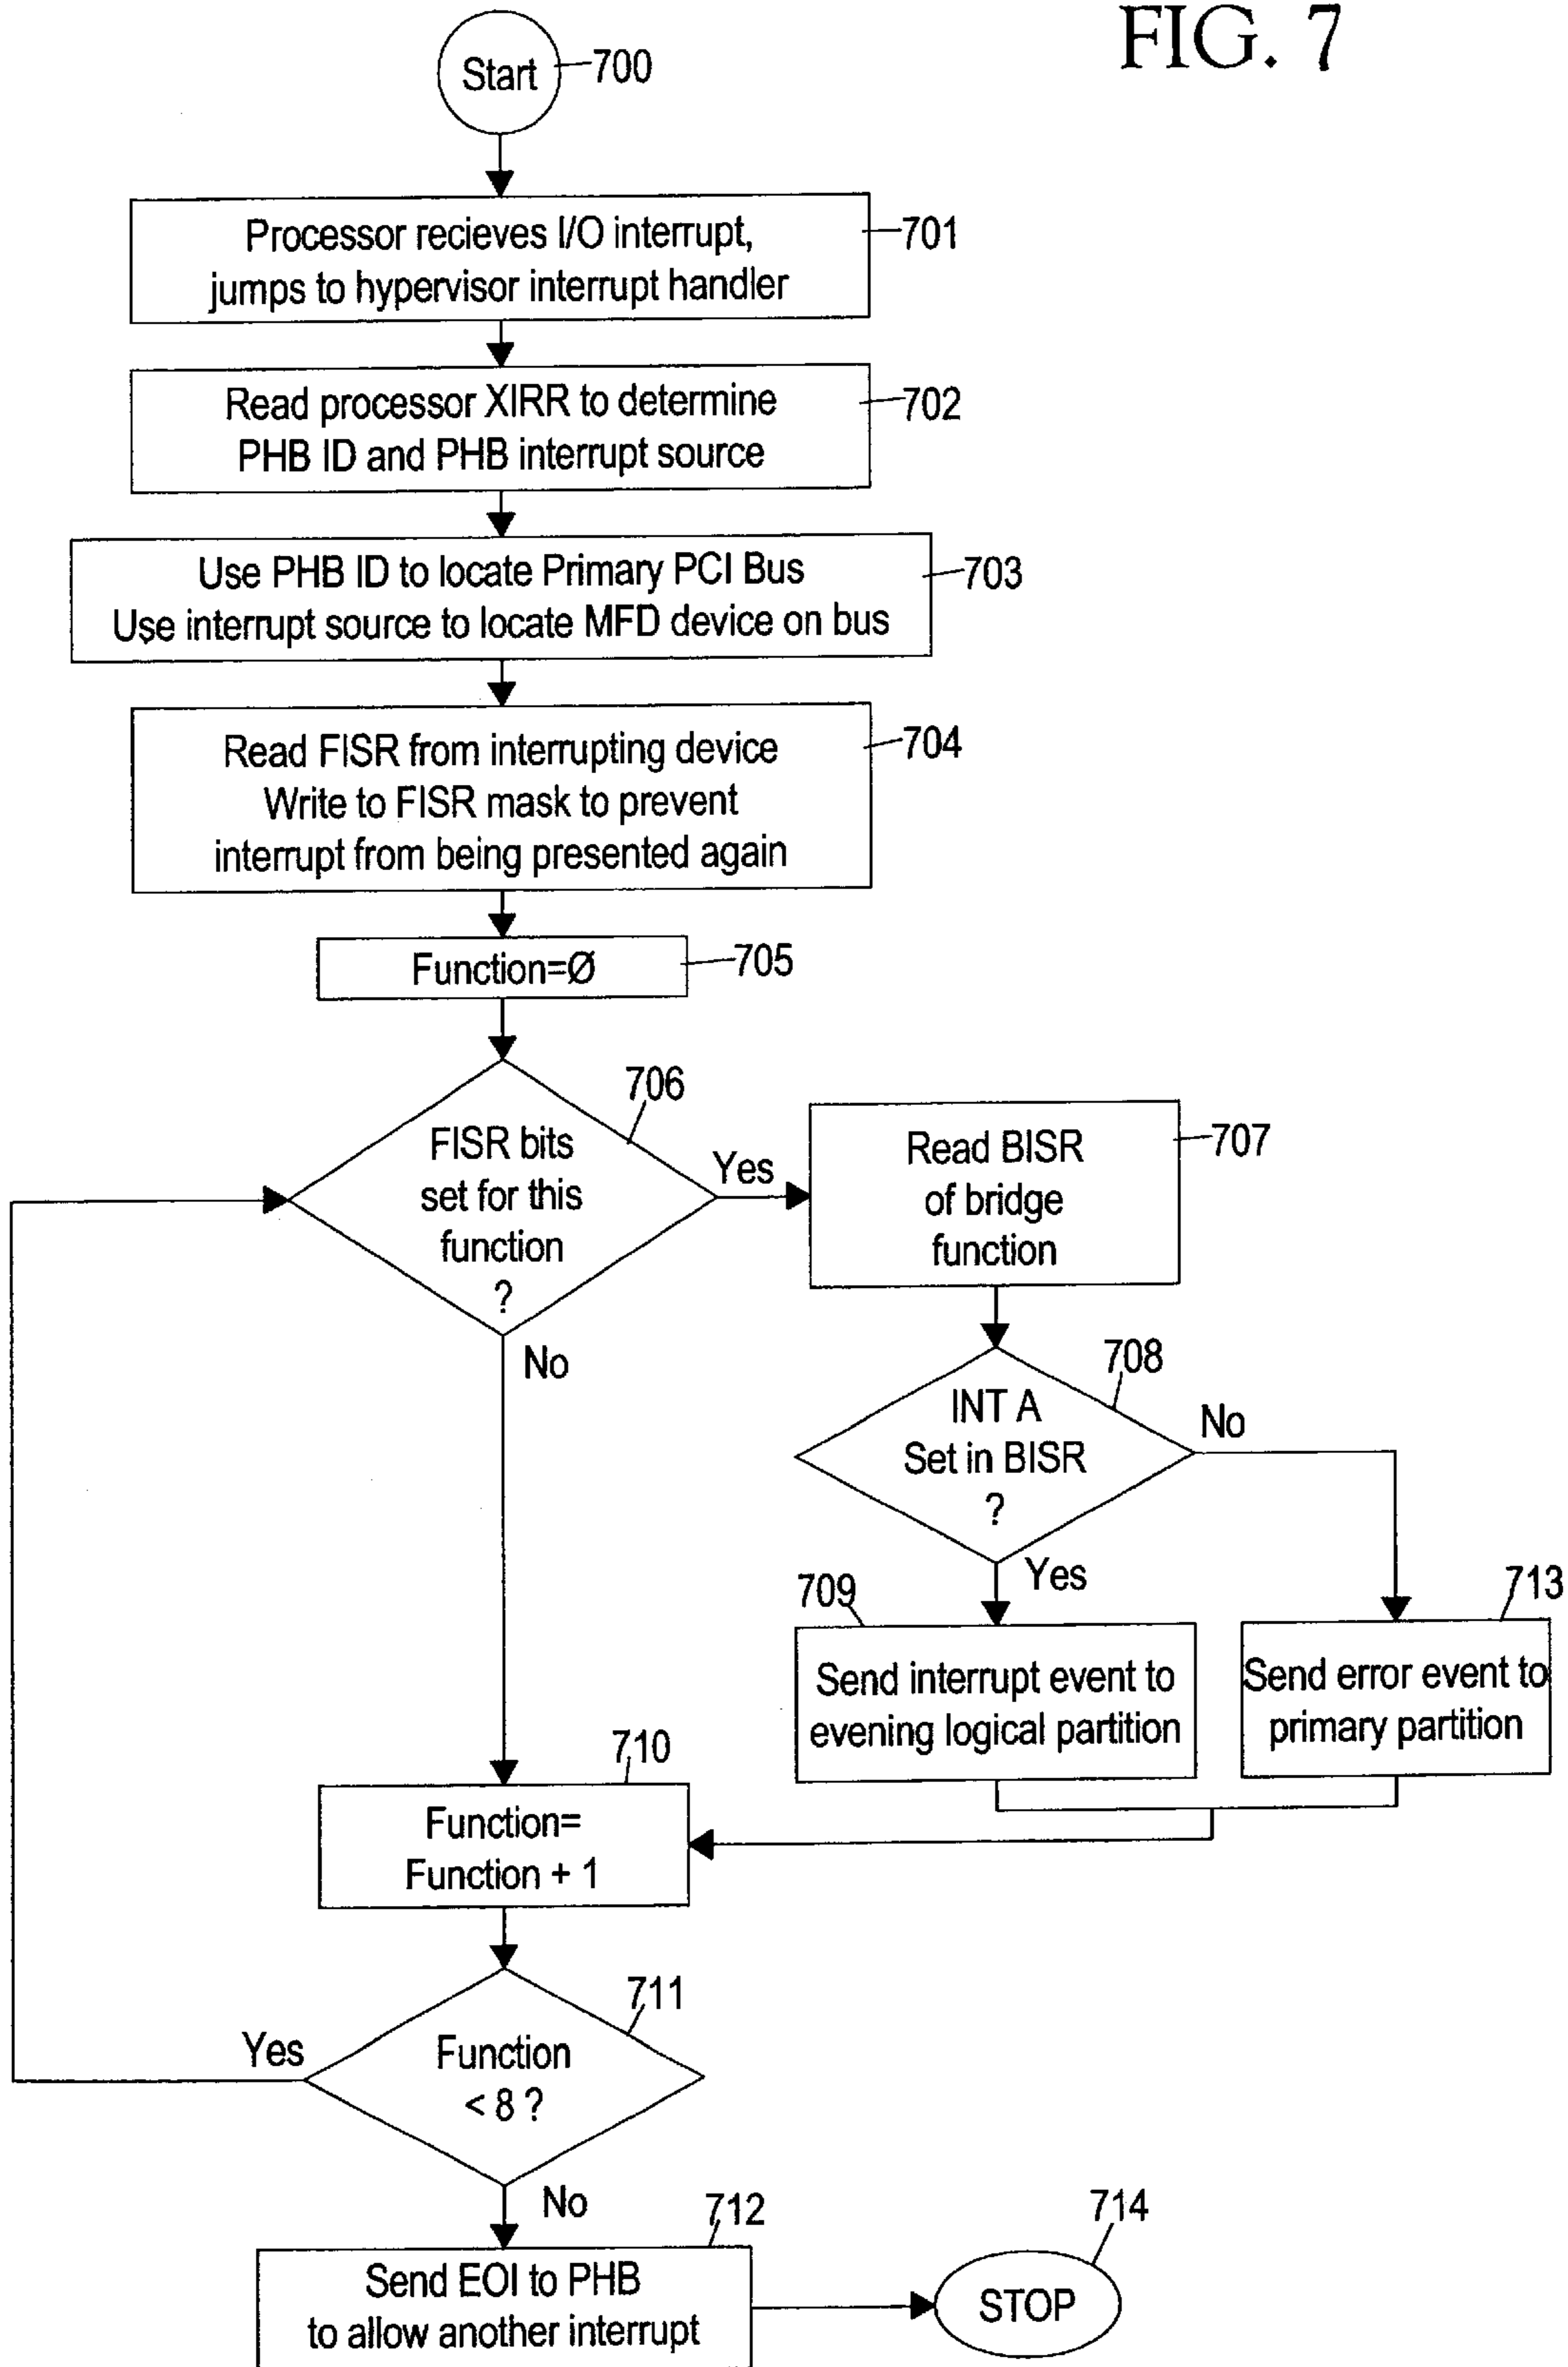 FIG. 7
Start
700
Processor recieves I/O interrupt,
jumps to hypervisor interrupt handler
701
Read processor XIRR to determine
PHB ID and PHB interrupt source
702
Use PHB ID to locate Primary PCI Bus
Use interrupt source to locate MFD device on bus
703
Read FISR from interrupting device
Write to FISR mask to prevent
interrupt from being presented again
704
Function=Ø
705
706
FISR bits
set for this
function
?
Yes
No
Read BISR
of bridge
function
707
708
INT A
Set in BISR
?
No
Yes
709
Send interrupt event to
evening logical partition
713
Send error event to
primary partition
710
Function=
Function + 1
711
Function
< 8 ?
Yes
No
712
Send EOI to PHB
to allow another interrupt
714
STOP